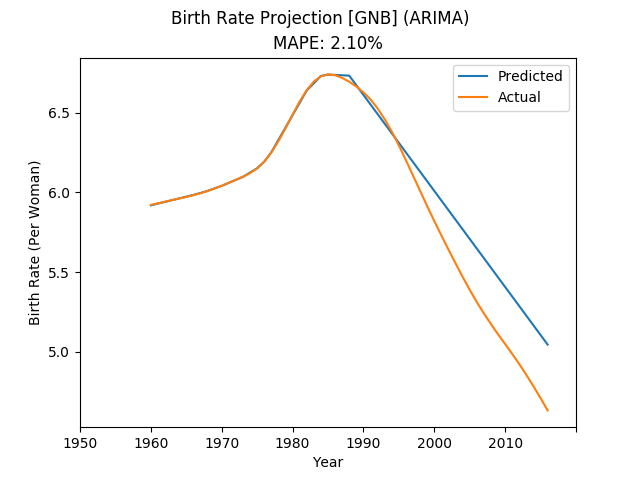 Birth Rate Projection [GNB] (ARIMA)
MAPE: 2.10%
Predicted
Actual
Birth Rate (Per Woman)
6.5
6.0
5.5
5.0
1950
1960
1970
1980
1990
2000
2010
Year